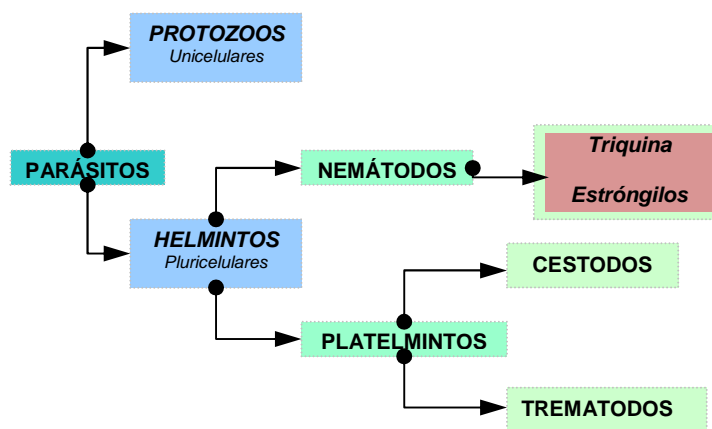 PROTOZOOS
Unicelulares
PARÁSITOS
HELMINTOS
Pluricelulares
NEMÁTODOS
Triquina
Estróngilos
PLATELMINTOS
CESTODOS
TREMATODOS